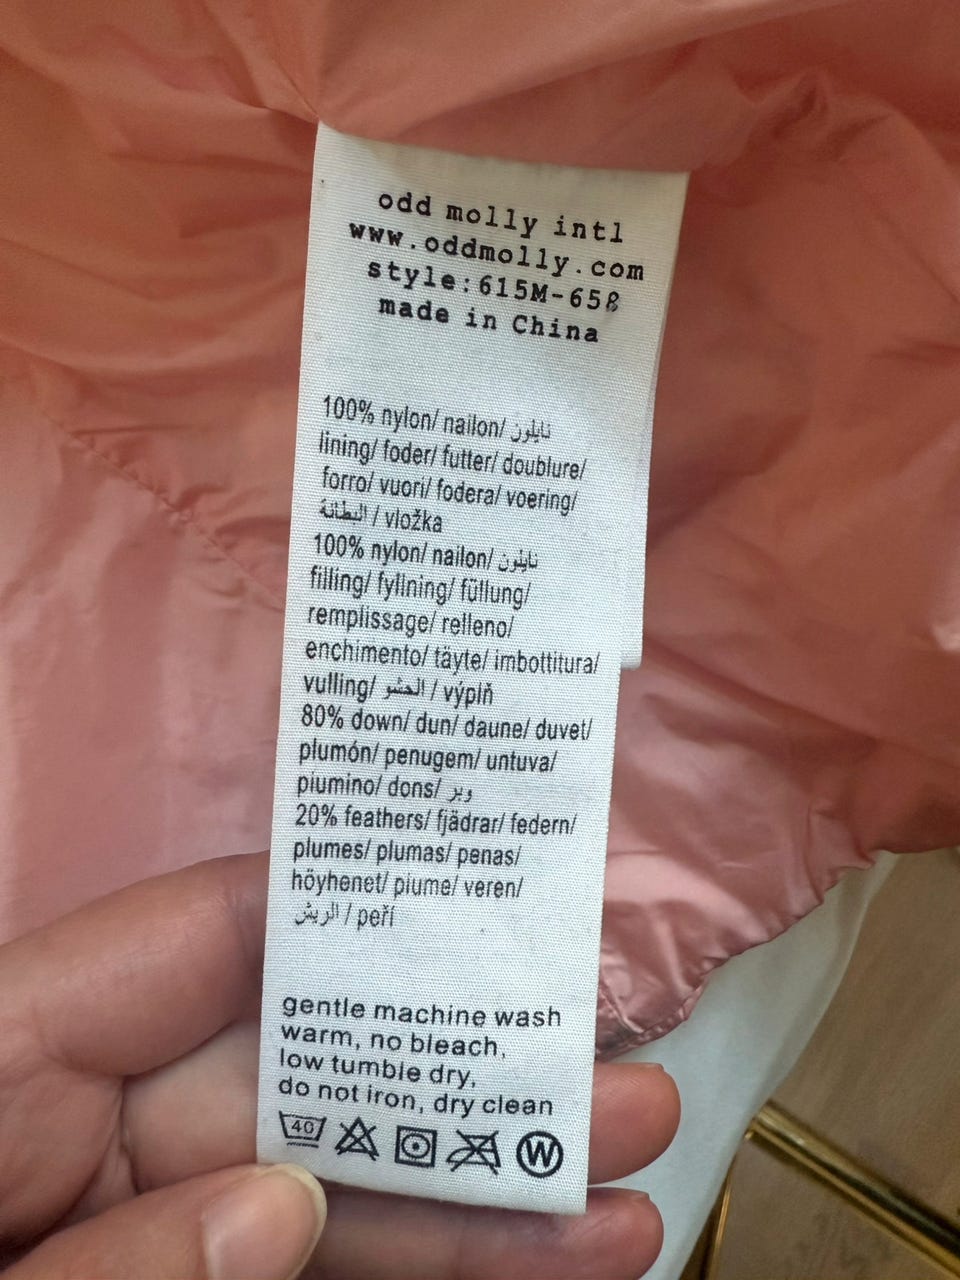 odd molly intl
www.oddmolly.com
style:615M-658
made in China
100% nylon/ nailon/ نايلون
lining/ foder/ futter/ doublure/
forro/ vuori/ fodera/ voering/
البطانة / vložka
100% nylon/ nailon/ نايلون
filling/ fyllning/ füllung/
remplissage/ relleno/
enchimento/ täyte/ imbottitura/
vulling/ الحشو / výplň
80% down/ dun/ daune/ duvet/
plumón/ penugem/ untuva/
piumino/ dons/ وبر
20% feathers/ fjädrar/ federn/
plumes/ plumas/ penas/
höyhenet/ piume/ veren/
الريش / peří
gentle machine wash
warm, no bleach,
low tumble dry,
do not iron, dry clean
40 W